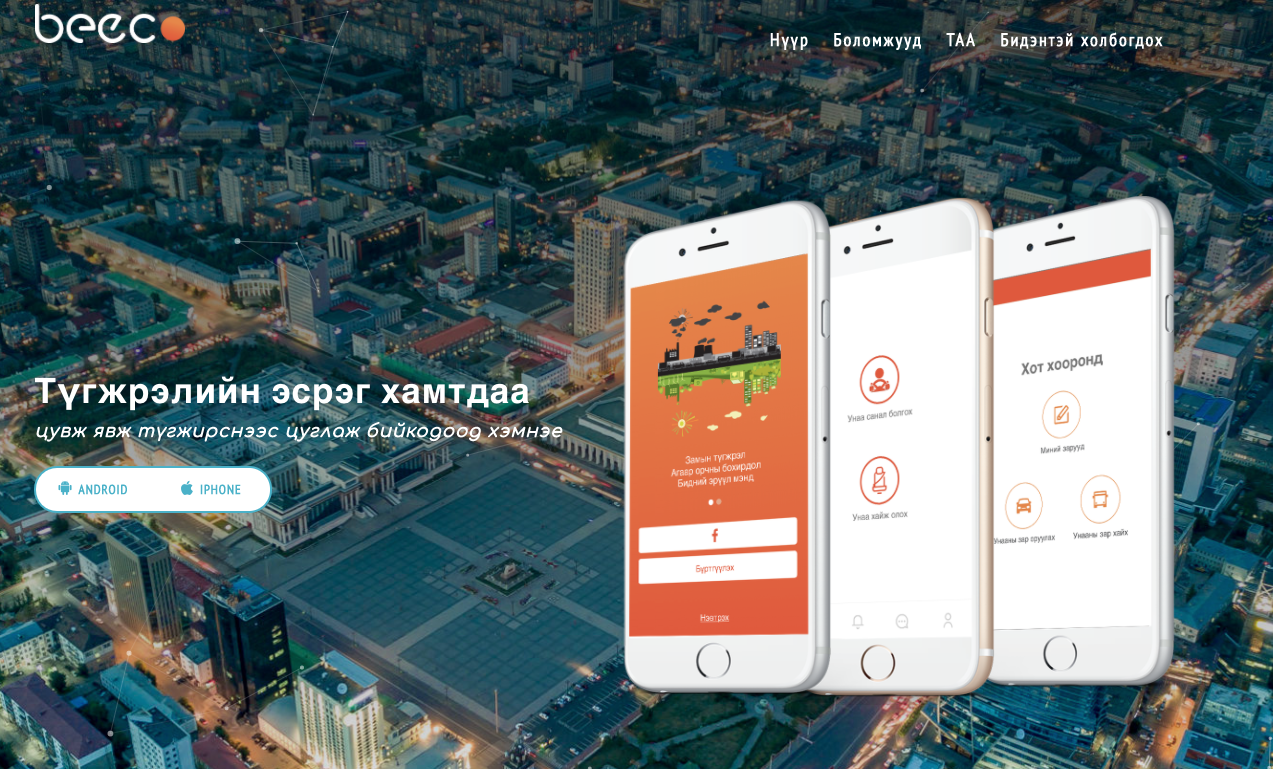 beeco
Нүүр Боломжууд ТАА Бидэнтэй холбогдох
Түгжрэлийн эсрэг хамтдаа
цувж явж түгжирснээс цуглаж бийкодоод хэмнэе
ANDROID IPHONE
Замын түгжрэл
Агаар орчны бохирдол
Бидний эрүүл мэнд
f
Бүртгүүлэх
Нэвтрэх
Унаа санал болгох
Унаа хайж олох
Хот хооронд
Миний зарууд
Унааны зар оруулах Унааны зар хайх